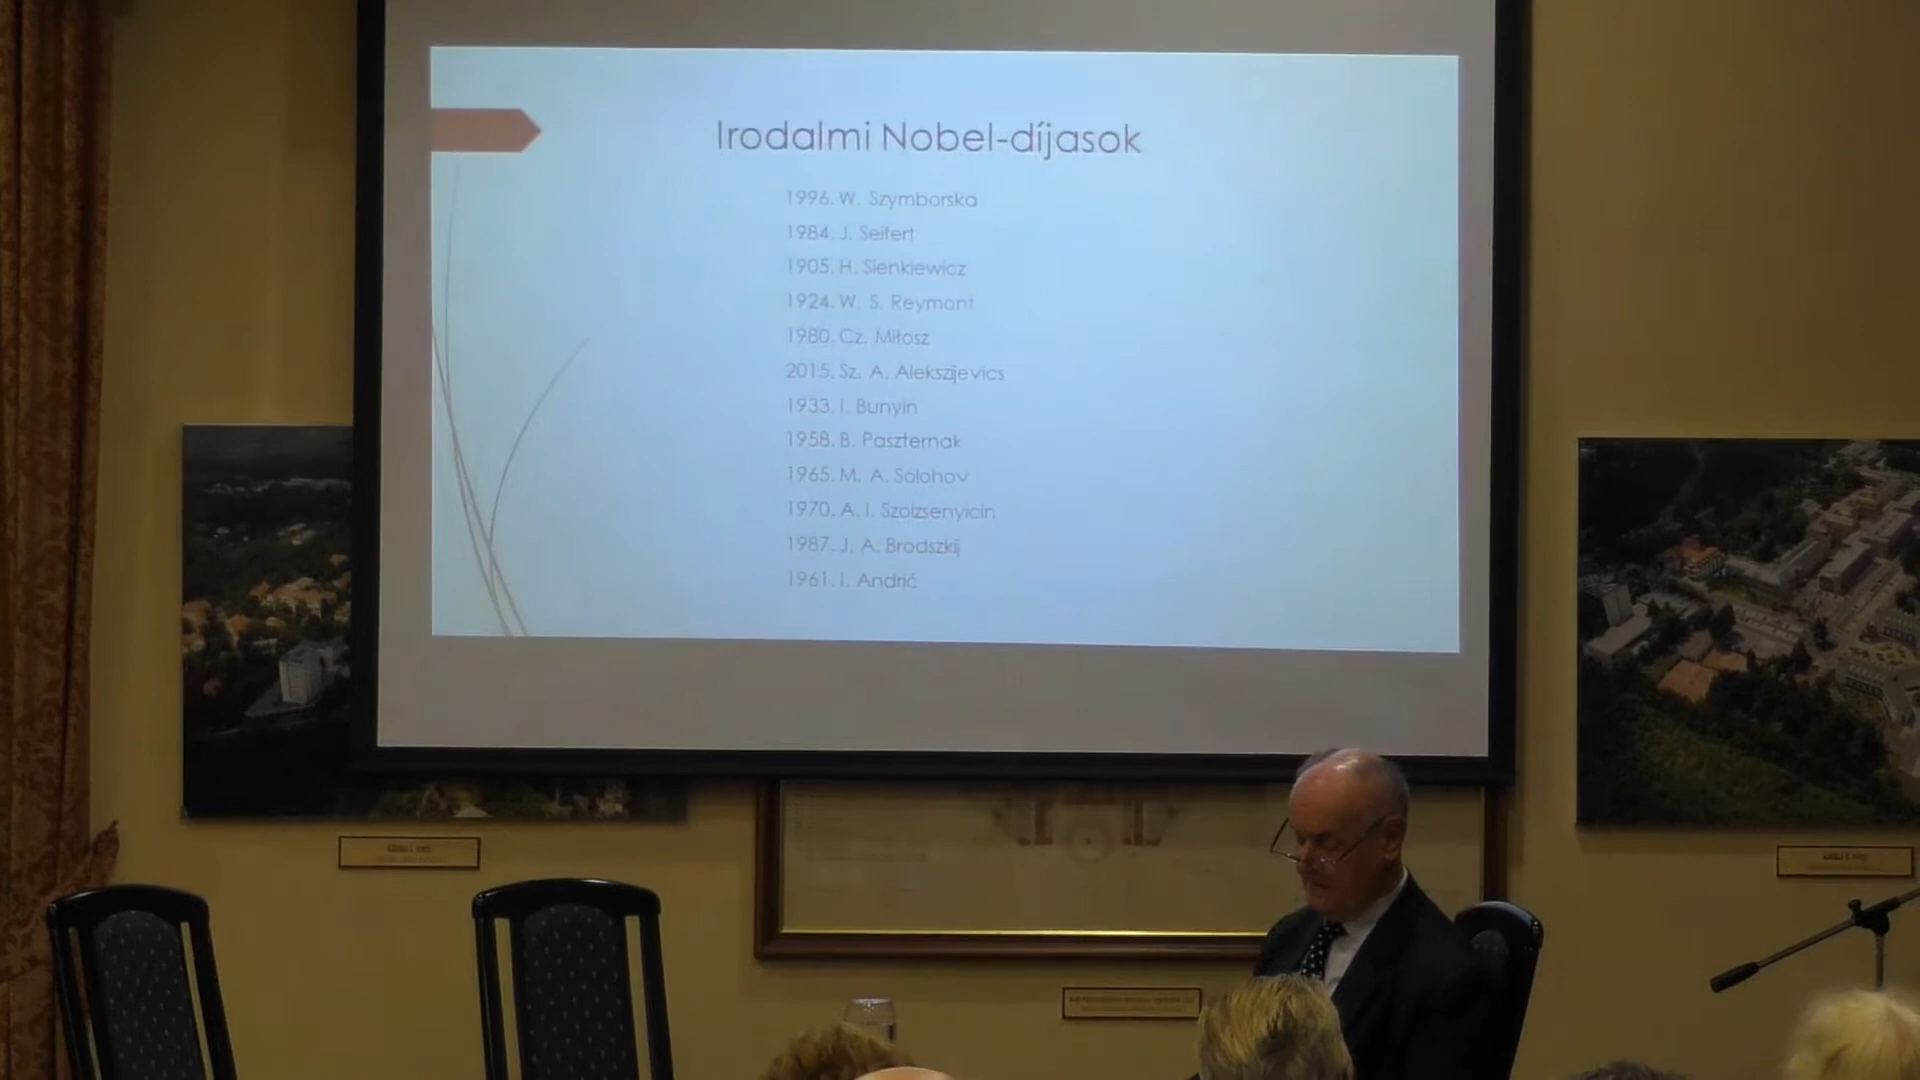 Irodalmi Nobel-díjasok
1996. W. Szymborska
1984. J. Seifert
1905. H. Sienkiewicz
1924. W. S. Reymont
1980. Cz. Miłosz
2015. Sz. A. Alekszijevics
1933. I. Bunyin
1958. B. Paszternak
1965. M. A. Solohov
1970. A. I. Szolzsenyicin
1987. J. A. Brodszkij
1961. I. Andrić